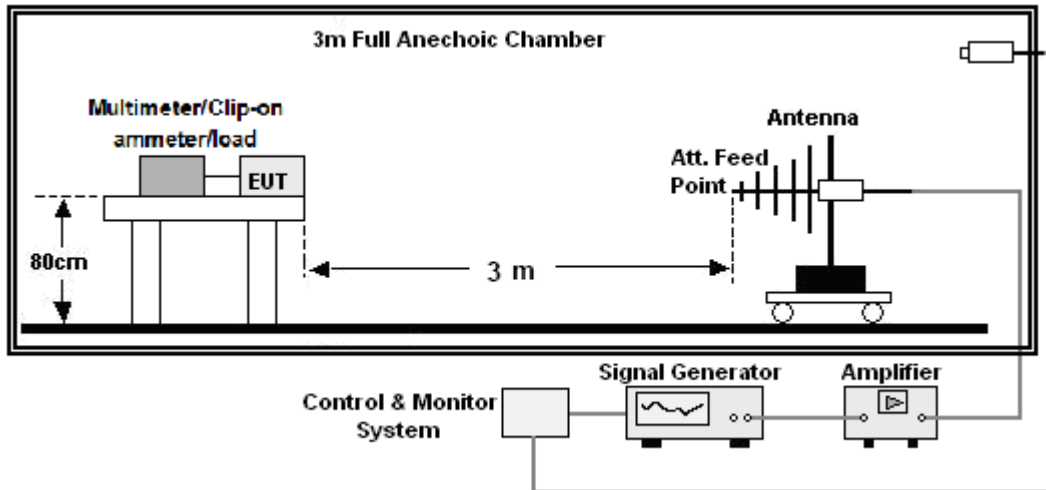 3m Full Anechoic Chamber
Multimeter/Clip-on
ammeter/load
EUT
80cm
3 m
Antenna
Att. Feed
Point
Signal Generator
Amplifier
Control & Monitor
System